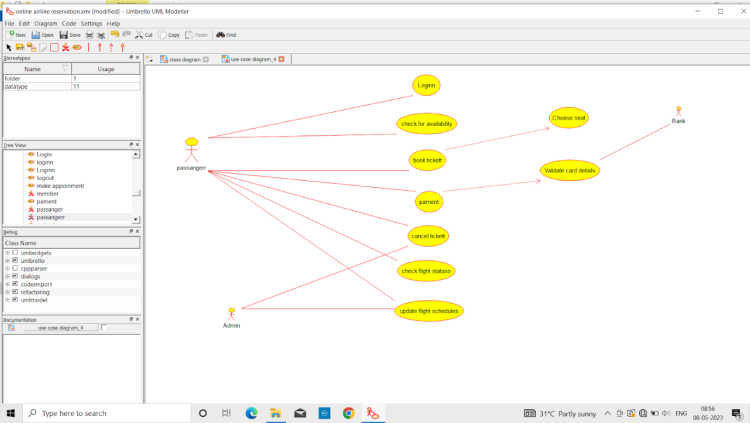 online airline reservation.xmi [modified] – Umbrello UML Modeller
File Edit Diagram Code Settings Help
New Open Save Cut Copy Paste Find
Stereotypes
Name Usage
folder 1
datatype 11
Tree View
Login
loginn
Loginn
logout
make appoinment
member
pament
passanger
passangerr
Debug
Class Name
umlwidgets
umbrello
cppparser
dialogs
codeimport
refactoring
umlmodel
Documentation
use case diagram_4
class diagram use case diagram_4
Loginn
check for availability
Choose seat
Bank
passangerr
book tickett
Validate card details
pament
cancel tickett
check flight statuss
update flight schedules
Admin
Type here to search
31°C Partly sunny
ENG
08:56
08-05-2023